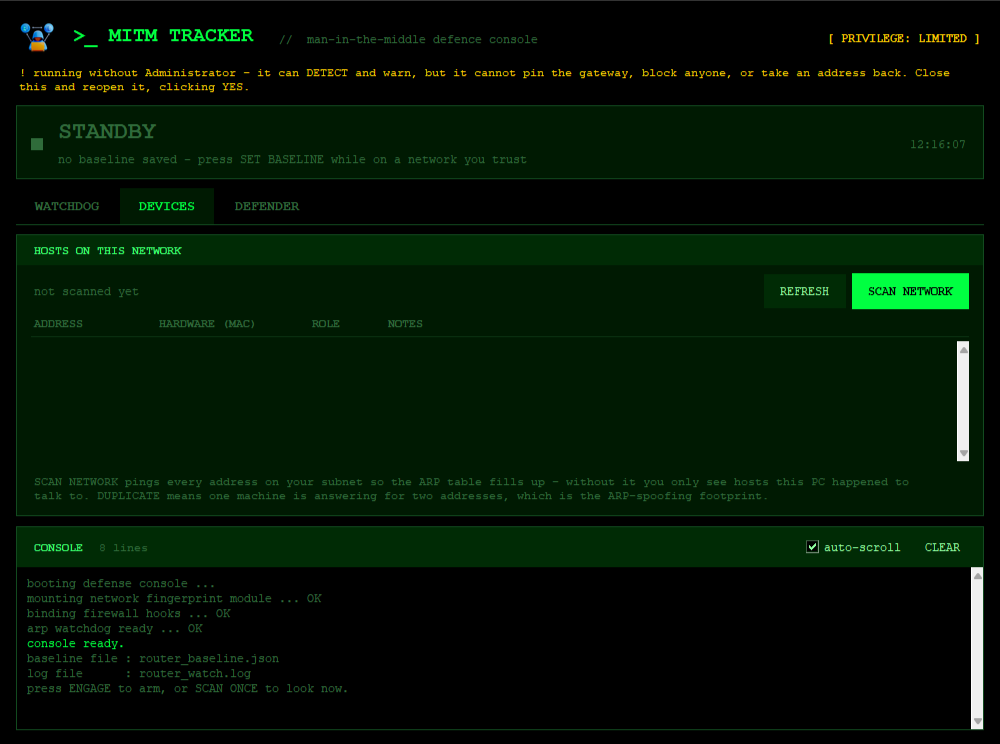 >_ MITM TRACKER // man-in-the-middle defence console [ PRIVILEGE: LIMITED ]
! running without Administrator - it can DETECT and warn, but it cannot pin the gateway, block anyone, or take an address back. Close
this and reopen it, clicking YES.
STANDBY
no baseline saved - press SET BASELINE while on a network you trust
12:16:07
WATCHDOG DEVICES DEFENDER
HOSTS ON THIS NETWORK
not scanned yet REFRESH SCAN NETWORK
ADDRESS HARDWARE (MAC) ROLE NOTES
SCAN NETWORK pings every address on your subnet so the ARP table fills up - without it you only see hosts this PC happened to
talk to. DUPLICATE means one machine is answering for two addresses, which is the ARP-spoofing footprint.
CONSOLE 8 lines auto-scroll CLEAR
booting defense console ...
mounting network fingerprint module ... OK
binding firewall hooks ... OK
arp watchdog ready ... OK
console ready.
baseline file : router_baseline.json
log file : router_watch.log
press ENGAGE to arm, or SCAN ONCE to look now.